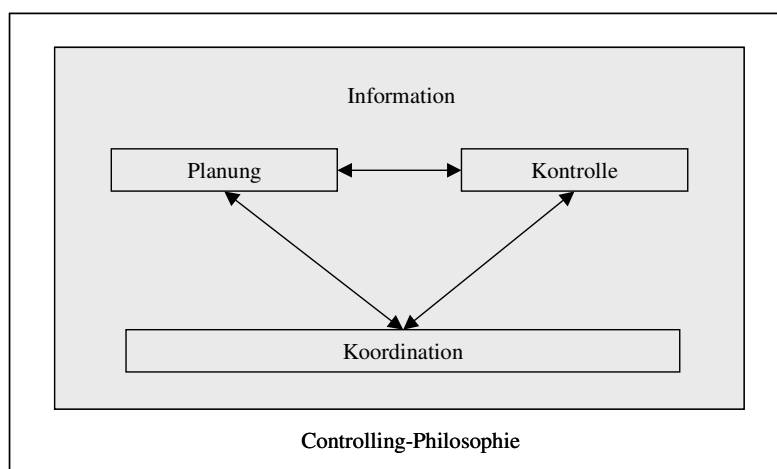 Information
Planung
Kontrolle
Koordination
Controlling-Philosophie